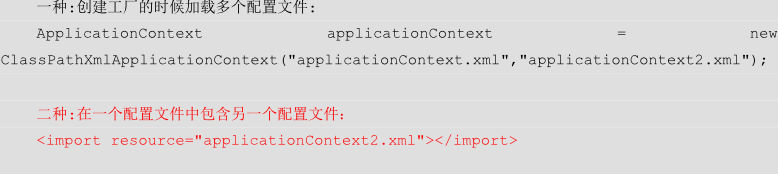 一种:创建工厂的时候加载多个配置文件:
ApplicationContext applicationContext = new
ClassPathXmlApplicationContext("applicationContext.xml","applicationContext2.xml");
二种:在一个配置文件中包含另一个配置文件:
<import resource="applicationContext2.xml"></import>